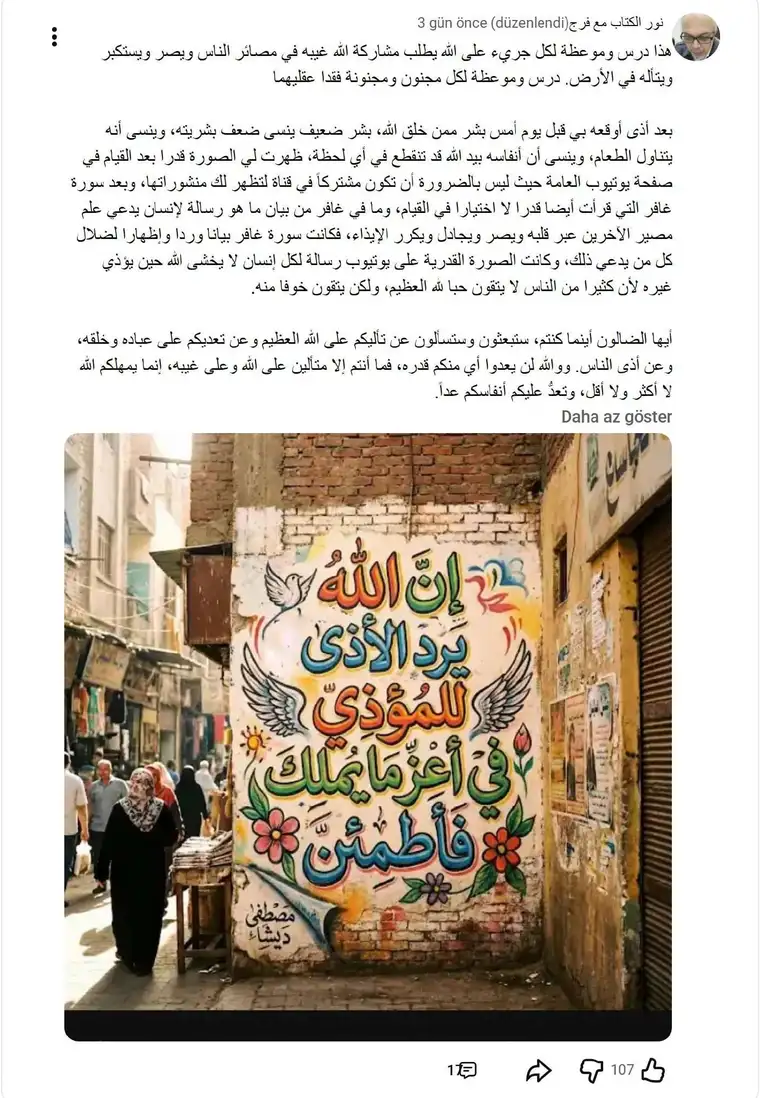 نور الكتاب مع فرج
3 gün önce (düzenlendi)
هذا درس وموعظة لكل جريء على الله يطلب مشاركة الله غيبه في مصائر الناس ويصر ويستكبر
ويتأله في الأرض. درس وموعظة لكل مجنون ومجنونة فقدا عقليهما
بعد أذى أوقعه بي قبل يوم أمس بشر ممن خلق الله، بشر ضعيف ينسى ضعف بشريته، وينسى أنه
يتناول الطعام، وينسى أن أنفاسه بيد الله قد تنقطع في أي لحظة، ظهرت لي الصورة قدرا بعد القيام في
صفحة يوتيوب العامة حيث ليس بالضرورة أن تكون مشتركاً في قناة لتظهر لك منشوراتها، وبعد سورة
غافر التي قرأت أيضا قدرا لا اختيارا في القيام، وما في غافر من بيان ما هو رسالة لإنسان يدعي علم
مصير الآخرين عبر قلبه ويصر ويجادل ويكرر الإيذاء، فكانت سورة غافر بيانا وردا وإظهارا لضلال
كل من يدعي ذلك، وكانت الصورة القدرية على يوتيوب رسالة لكل إنسان لا يخشى الله حين يؤذي
غيره لأن كثيرا من الناس لا يتقون حبا لله العظيم، ولكن يتقون خوفا منه.
أيها الضالون أينما كنتم، ستبعثون وستسألون عن تأليكم على الله العظيم وعن تعديكم على عباده وخلقه،
وعن أذى الناس. ووالله لن يعدوا أي منكم قدره، فما أنتم إلا متألين على الله وعلى غيبه، إنما يمهلكم الله
لا أكثر ولا أقل، وتعدُّ عليكم أنفاسكم عداً.
Daha az göster
إنَّ اللهُ
يَرد الأذى
للمُؤذيّ
في أعزّ مَا يُملِكَ
فَأطمِئنَّ
مصطفى
ديشاء
107
17